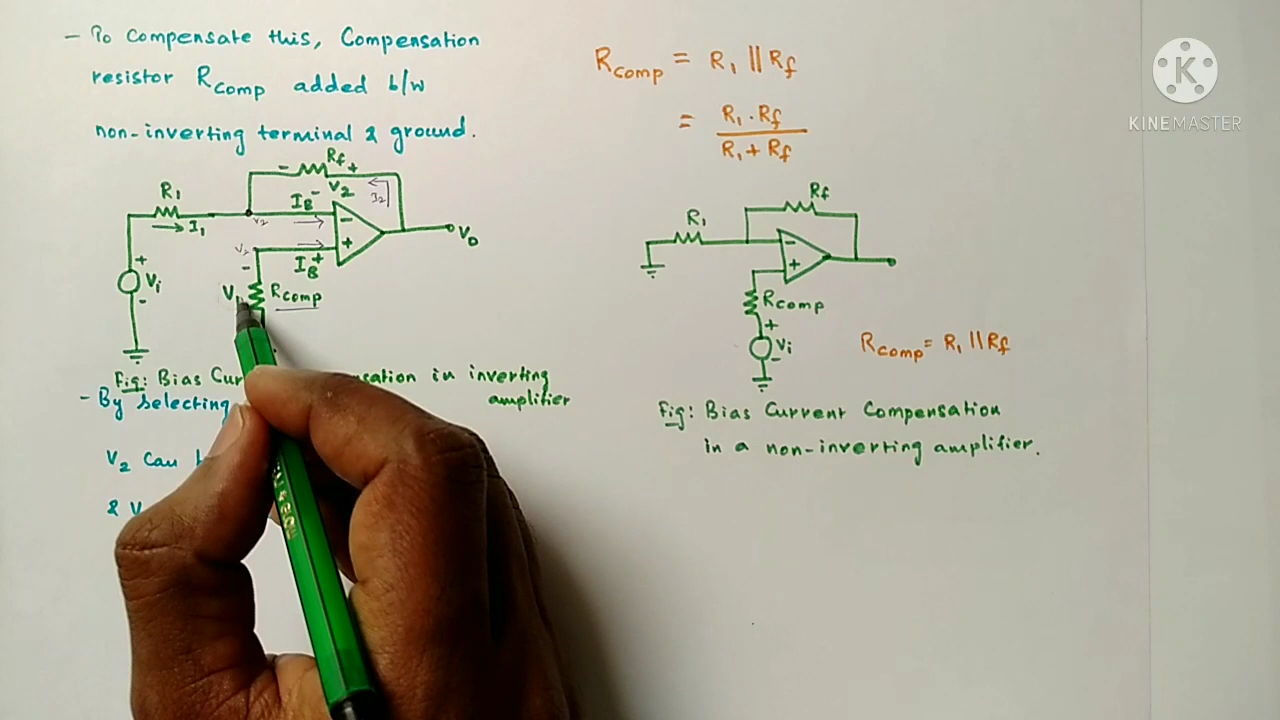 - To compensate this, Compensation
resistor Rcomp added b/w
non-inverting terminal & ground.
Rf
- +
R1
V2
I2
IB-
I1
V2
-
+
Vo
IB+
+
Vi
-
-
V1
Rcomp
Fig: Bias Cur
sation in inverting
amplifier
- By selecting
V2 can
& V
Rcomp = R1 || Rf
= R1 . Rf
R1 + Rf
Rf
R1
-
+
Rcomp
+
Vi
-
Rcomp = R1 || Rf
Fig: Bias Current Compensation
in a non-inverting amplifier.
K
KINEMASTER